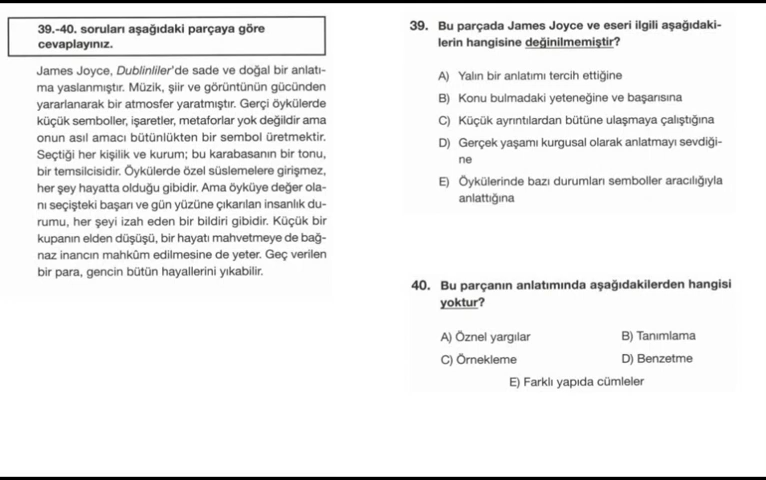 39.-40. soruları aşağıdaki parçaya göre
cevaplayınız.
James Joyce, Dublinliler'de sade ve doğal bir anlatı-
ma yaslanmıştır. Müzik, şiir ve görüntünün gücünden
yararlanarak bir atmosfer yaratmıştır. Gerçi öykülerde
küçük semboller, işaretler, metaforlar yok değildir ama
onun asıl amacı bütünlükten bir sembol üretmektir.
Seçtiği her kişilik ve kurum; bu karabasanın bir tonu,
bir temsilcisidir. Öykülerde özel süslemelere girişmez,
her şey hayatta olduğu gibidir. Ama öyküye değer ola-
nı seçişteki başarı ve gün yüzüne çıkarılan insanlık du-
rumu, her şeyi izah eden bir bildiri gibidir. Küçük bir
kupanın elden düşüşü, bir hayatı mahvetmeye de bağ-
naz inancın mahkûm edilmesine de yeter. Geç verilen
bir para, gencin bütün hayallerini yıkabilir.
39. Bu parçada James Joyce ve eseri ilgili aşağıdaki-
lerin hangisine değinilmemiştir?
A) Yalın bir anlatımı tercih ettiğine
B) Konu bulmadaki yeteneğine ve başarısına
C) Küçük ayrıntılardan bütüne ulaşmaya çalıştığına
D) Gerçek yaşamı kurgusal olarak anlatmayı sevdiği-
ne
E) Öykülerinde bazı durumları semboller aracılığıyla
anlattığına
40. Bu parçanın anlatımında aşağıdakilerden hangisi
yoktur?
A) Öznel yargılar B) Tanımlama
C) Örnekleme D) Benzetme
E) Farklı yapıda cümleler